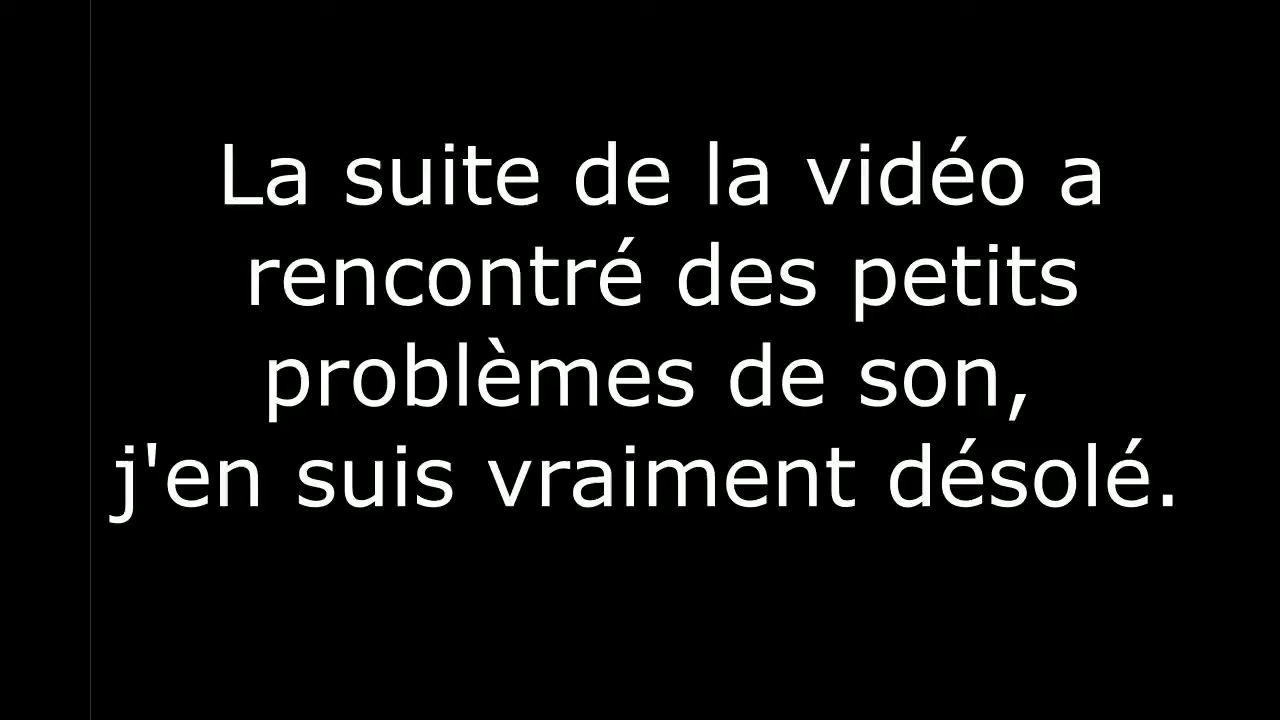 La suite de la vidéo a
rencontré des petits
problèmes de son,
j'en suis vraiment désolé.